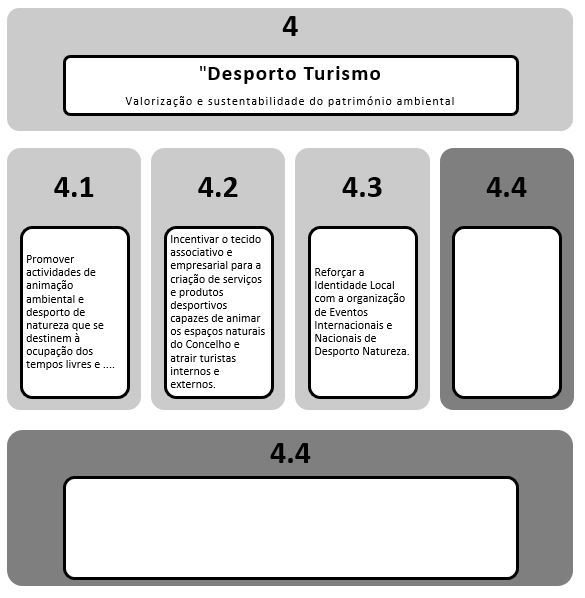 4
"Desporto Turismo
Valorização e sustentabilidade do património ambiental
4.1
Promover
actividades de
animação
ambiental e
desporto de
natureza que se
destinem à
ocupação dos
tempos livres e ....
4.2
Incentivar o tecido
associativo e
empresarial para a
criação de serviços
e produtos
desportivos
capazes de animar
os espaços naturais
do Concelho e
atrair turistas
internos e
externos.
4.3
Reforçar a
Identidade Local
com a organização
de Eventos
Internacionais e
Nacionais de
Desporto Natureza.
4.4
4.4